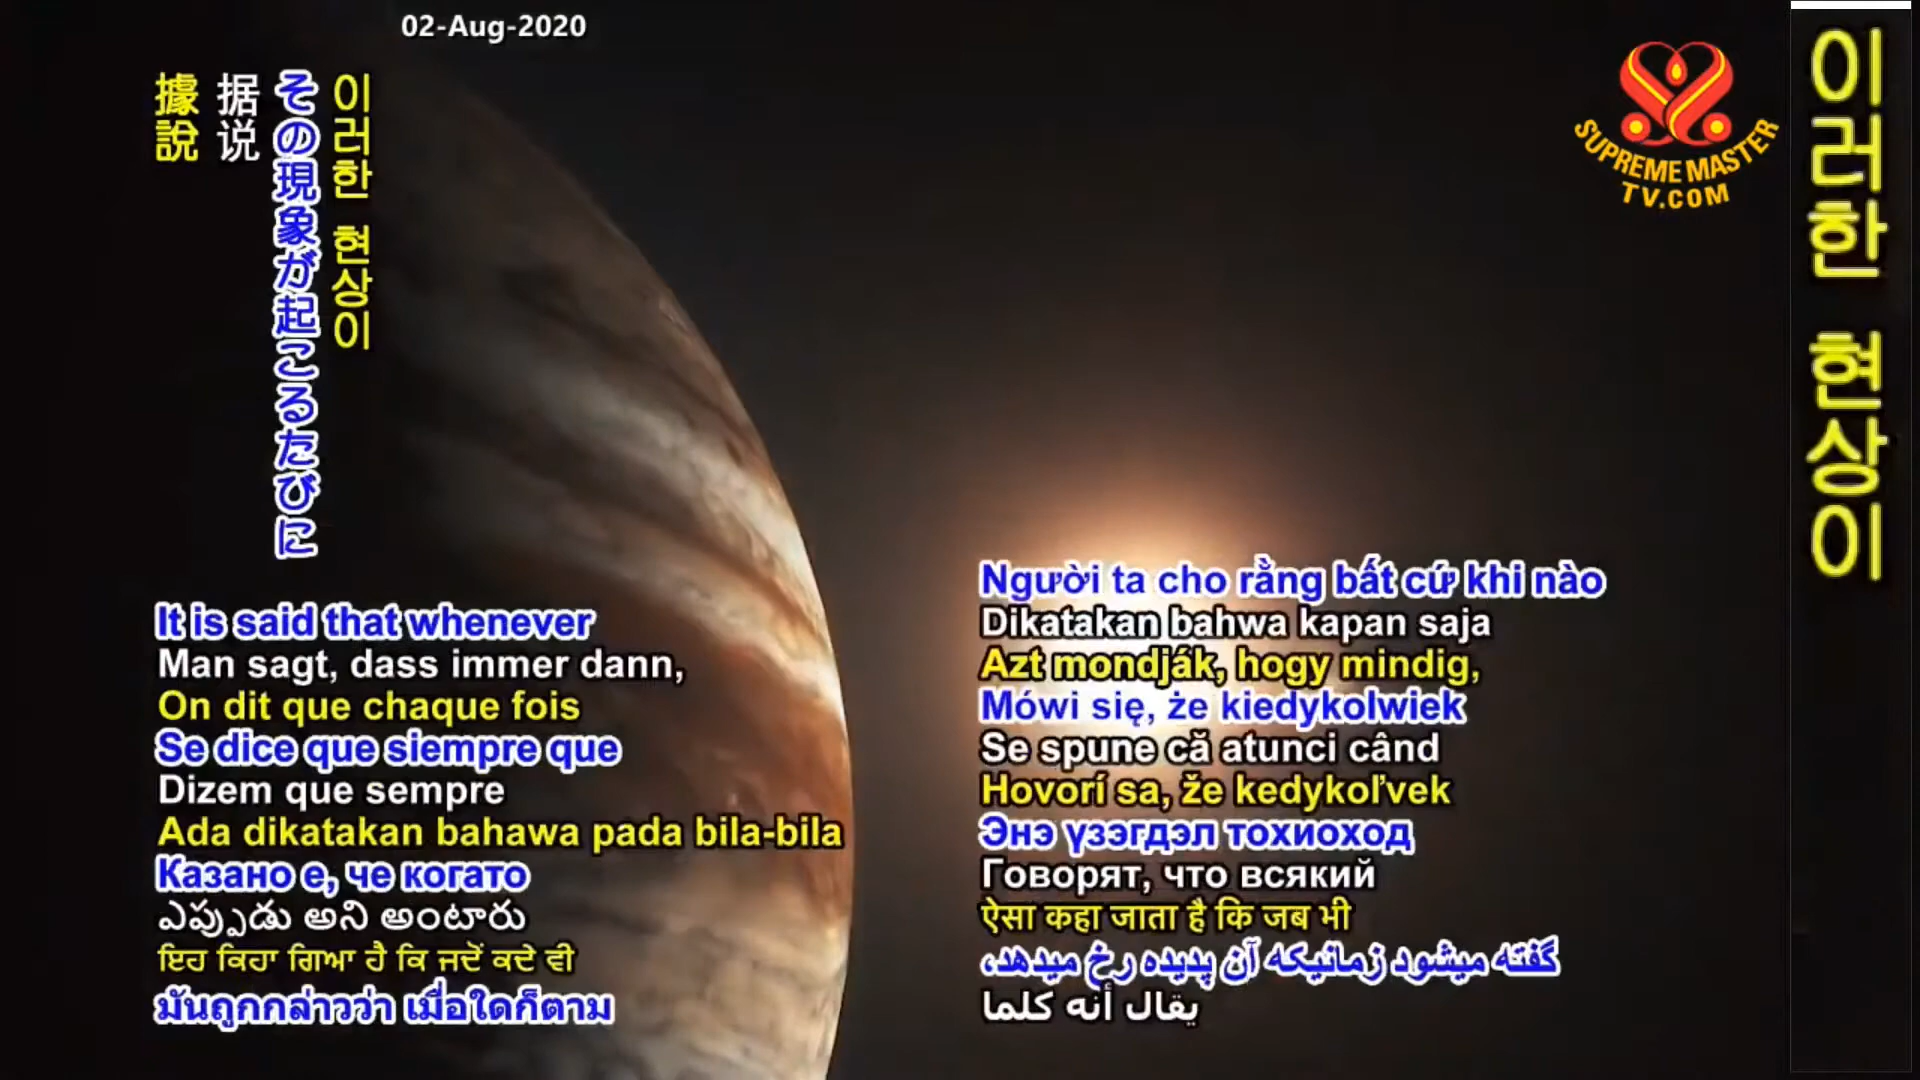 02-Aug-2020
據說
据说
その現象が起こるたびに
이러한 현상이
It is said that whenever
Man sagt, dass immer dann,
On dit que chaque fois
Se dice que siempre que
Dizem que sempre
Ada dikatakan bahawa pada bila-bila
Казано е, че когато
ఎప్పుడు అని అంటారు
ਇਹ ਕਿਹਾ ਗਿਆ ਹੈ ਕਿ ਜਦੋਂ ਕਦੇ ਵੀ
มันถูกกล่าวว่า เมื่อใดก็ตาม
Người ta cho rằng bất cứ khi nào
Dikatakan bahwa kapan saja
Azt mondják, hogy mindig,
Mówi się, że kiedykolwiek
Se spune că atunci când
Hovorí sa, že kedykoľvek
Энэ үзэгдэл тохиоход
Говорят, что всякий
ऐसा कहा जाता है कि जब भी
گفته میشود زمانیکه آن پدیده رخ میدهد،
يقال أنه كلما
SUPREME MASTER
TV.COM
이러한 현상이